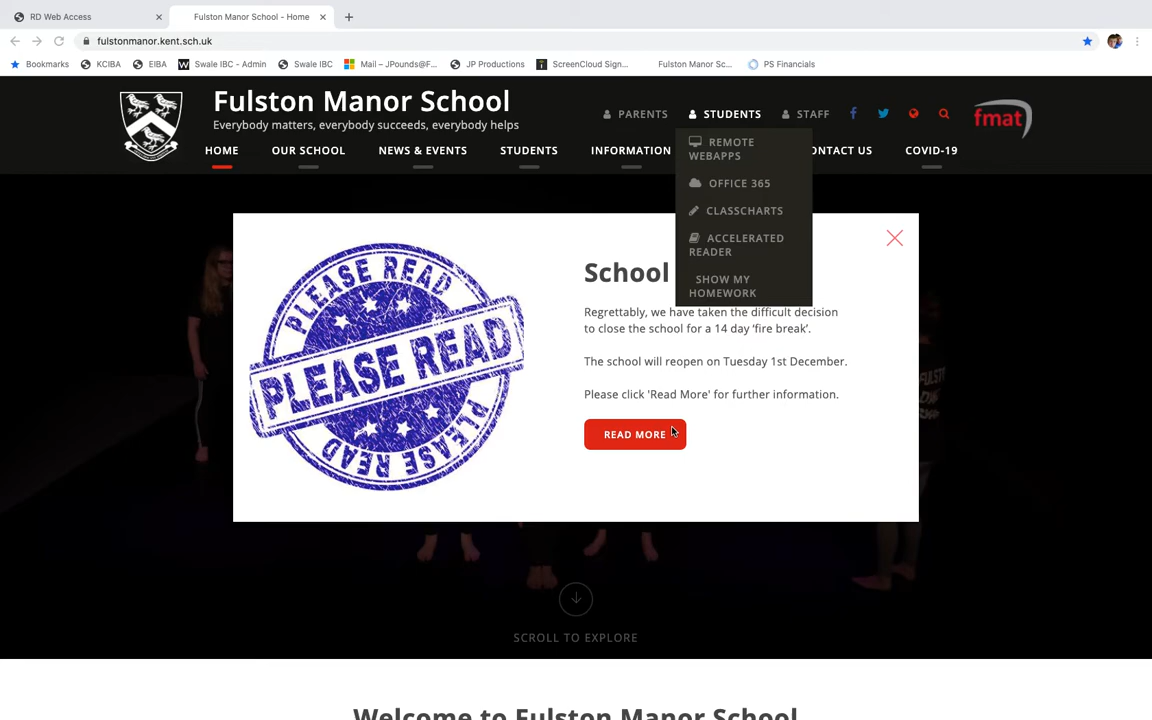 RD Web Access
Fulston Manor School - Home
fulstonmanor.kent.sch.uk
Bookmarks
KCIBA
EIBA
Swale IBC - Admin
Swale IBC
Mail – JPounds@F...
JP Productions
ScreenCloud Sign...
Fulston Manor Sc...
PS Financials
Fulston Manor School
Everybody matters, everybody succeeds, everybody helps
PARENTS
STUDENTS
STAFF
fmat
HOME
OUR SCHOOL
NEWS & EVENTS
STUDENTS
INFORMATION
ONTACT US
COVID-19
REMOTE
WEBAPPS
OFFICE 365
CLASSCHARTS
ACCELERATED
READER
SHOW MY
HOMEWORK
PLEASE READ
PLEASE READ
PLEASE READ
School
Regrettably, we have taken the difficult decision
to close the school for a 14 day ‘fire break’.
The school will reopen on Tuesday 1st December.
Please click 'Read More' for further information.
READ MORE
SCROLL TO EXPLORE
Welcome to Fulston Manor School